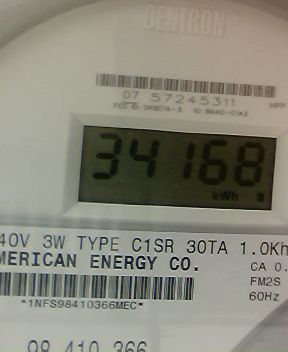 CENTRON
07 57245311
34168
kWh
40V 3W TYPE C1SR 30TA 1.0Kh
MERICAN ENERGY CO.
CA 0.
FM2S
60Hz
*1NFS98410366MEC*
98 410 366